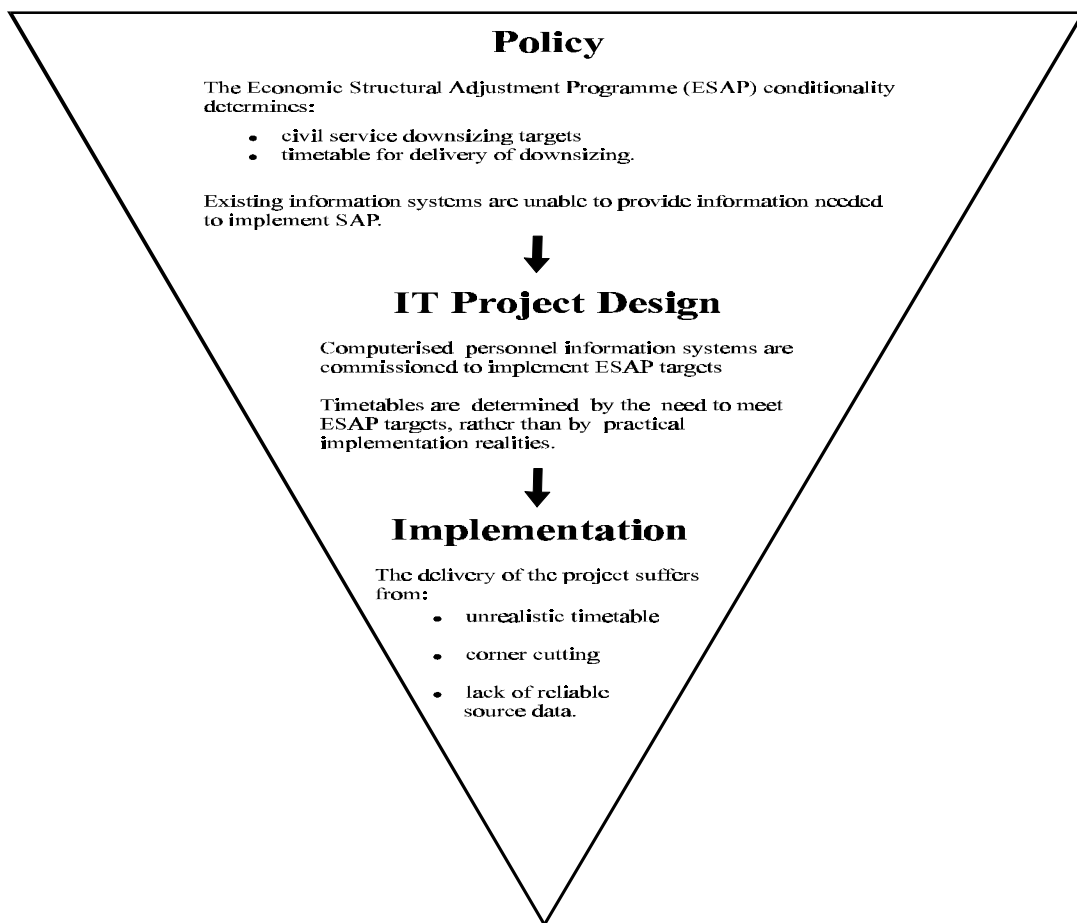 Policy
The Economic Structural Adjustment Programme (ESAP) conditionality
determines:
• civil service downsizing targets
• timetable for delivery of downsizing.
Existing information systems are unable to provide information needed
to implement SAP.
IT Project Design
Computerised personnel information systems are
commissioned to implement ESAP targets
Timetables are determined by the need to meet
ESAP targets, rather than by practical
implementation realities.
Implementation
The delivery of the project suffers
from:
• unrealistic timetable
• corner cutting
• lack of reliable
source data.